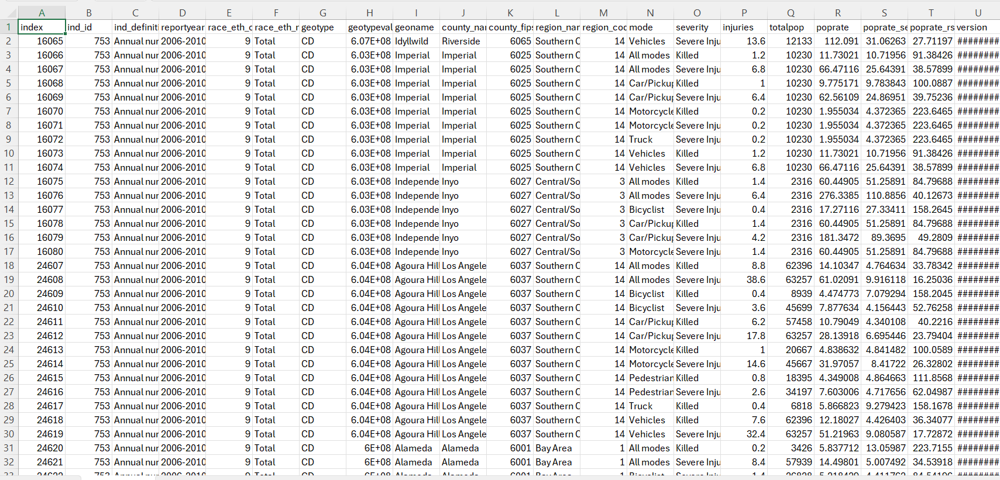 A B C D E F G H I J K L M N O P Q R S T U
1 index ind_id ind_definiti reportyear race_eth_c race_eth_r geotype geotypeval geoname county_nar county_fip region_nar region_coc mode severity injuries totalpop poprate poprate_se poprate_rs version
2 16065 753 Annual nur 2006-2010 9 Total CD 6.07E+08 Idyllwild Riverside 6065 Southern C 14 Vehicles Severe Inju 13.6 12133 112.091 31.06263 27.71197 ########
3 16066 753 Annual nur 2006-2010 9 Total CD 6.03E+08 Imperial Imperial 6025 Southern C 14 All modes Killed 1.2 10230 11.73021 10.71956 91.38426 ########
4 16067 753 Annual nur 2006-2010 9 Total CD 6.03E+08 Imperial Imperial 6025 Southern C 14 All modes Severe Inju 6.8 10230 66.47116 25.64391 38.57899 ########
5 16068 753 Annual nur 2006-2010 9 Total CD 6.03E+08 Imperial Imperial 6025 Southern C 14 Car/Pickup Killed 1 10230 9.775171 9.783843 100.0887 ########
6 16069 753 Annual nur 2006-2010 9 Total CD 6.03E+08 Imperial Imperial 6025 Southern C 14 Car/Pickup Severe Inju 6.4 10230 62.56109 24.86951 39.75236 ########
7 16070 753 Annual nur 2006-2010 9 Total CD 6.03E+08 Imperial Imperial 6025 Southern C 14 Motorcycle Killed 0.2 10230 1.955034 4.372365 223.6465 ########
8 16071 753 Annual nur 2006-2010 9 Total CD 6.03E+08 Imperial Imperial 6025 Southern C 14 Motorcycle Severe Inju 0.2 10230 1.955034 4.372365 223.6465 ########
9 16072 753 Annual nur 2006-2010 9 Total CD 6.03E+08 Imperial Imperial 6025 Southern C 14 Truck Severe Inju 0.2 10230 1.955034 4.372365 223.6465 ########
10 16073 753 Annual nur 2006-2010 9 Total CD 6.03E+08 Imperial Imperial 6025 Southern C 14 Vehicles Killed 1.2 10230 11.73021 10.71956 91.38426 ########
11 16074 753 Annual nur 2006-2010 9 Total CD 6.03E+08 Imperial Imperial 6025 Southern C 14 Vehicles Severe Inju 6.8 10230 66.47116 25.64391 38.57899 ########
12 16075 753 Annual nur 2006-2010 9 Total CD 6.03E+08 Independe Inyo 6027 Central/So 3 All modes Killed 1.4 2316 60.44905 51.25891 84.79688 ########
13 16076 753 Annual nur 2006-2010 9 Total CD 6.03E+08 Independe Inyo 6027 Central/So 3 All modes Severe Inju 6.4 2316 276.3385 110.8856 40.12673 ########
14 16077 753 Annual nur 2006-2010 9 Total CD 6.03E+08 Independe Inyo 6027 Central/So 3 Bicyclist Severe Inju 0.4 2316 17.27116 27.33411 158.2645 ########
15 16078 753 Annual nur 2006-2010 9 Total CD 6.03E+08 Independe Inyo 6027 Central/So 3 Car/Pickup Killed 1.4 2316 60.44905 51.25891 84.79688 ########
16 16079 753 Annual nur 2006-2010 9 Total CD 6.03E+08 Independe Inyo 6027 Central/So 3 Car/Pickup Severe Inju 4.2 2316 181.3472 89.3695 49.2809 ########
17 16080 753 Annual nur 2006-2010 9 Total CD 6.03E+08 Independe Inyo 6027 Central/So 3 Motorcycle Severe Inju 1.4 2316 60.44905 51.25891 84.79688 ########
18 24607 753 Annual nur 2006-2010 9 Total CD 6.04E+08 Agoura Hill Los Angele 6037 Southern C 14 All modes Killed 8.8 62396 14.10347 4.764634 33.78342 ########
19 24608 753 Annual nur 2006-2010 9 Total CD 6.04E+08 Agoura Hill Los Angele 6037 Southern C 14 All modes Severe Inju 38.6 63257 61.02091 9.916118 16.25036 ########
20 24609 753 Annual nur 2006-2010 9 Total CD 6.04E+08 Agoura Hill Los Angele 6037 Southern C 14 Bicyclist Killed 0.4 8939 4.474773 7.079294 158.2045 ########
21 24610 753 Annual nur 2006-2010 9 Total CD 6.04E+08 Agoura Hill Los Angele 6037 Southern C 14 Bicyclist Severe Inju 3.6 45699 7.877634 4.156443 52.76258 ########
22 24611 753 Annual nur 2006-2010 9 Total CD 6.04E+08 Agoura Hill Los Angele 6037 Southern C 14 Car/Pickup Killed 6.2 57458 10.79049 4.340108 40.2216 ########
23 24612 753 Annual nur 2006-2010 9 Total CD 6.04E+08 Agoura Hill Los Angele 6037 Southern C 14 Car/Pickup Severe Inju 17.8 63257 28.13918 6.695446 23.79404 ########
24 24613 753 Annual nur 2006-2010 9 Total CD 6.04E+08 Agoura Hill Los Angele 6037 Southern C 14 Motorcycle Killed 1 20667 4.838632 4.841482 100.0589 ########
25 24614 753 Annual nur 2006-2010 9 Total CD 6.04E+08 Agoura Hill Los Angele 6037 Southern C 14 Motorcycle Severe Inju 14.6 45667 31.97057 8.41722 26.32802 ########
26 24615 753 Annual nur 2006-2010 9 Total CD 6.04E+08 Agoura Hill Los Angele 6037 Southern C 14 Pedestrian Killed 0.8 18395 4.349008 4.864663 111.8568 ########
27 24616 753 Annual nur 2006-2010 9 Total CD 6.04E+08 Agoura Hill Los Angele 6037 Southern C 14 Pedestrian Severe Inju 2.6 34197 7.603006 4.717656 62.04987 ########
28 24617 753 Annual nur 2006-2010 9 Total CD 6.04E+08 Agoura Hill Los Angele 6037 Southern C 14 Truck Killed 0.4 6818 5.866823 9.279423 158.1678 ########
29 24618 753 Annual nur 2006-2010 9 Total CD 6.04E+08 Agoura Hill Los Angele 6037 Southern C 14 Vehicles Killed 7.6 62396 12.18027 4.426403 36.34077 ########
30 24619 753 Annual nur 2006-2010 9 Total CD 6.04E+08 Agoura Hill Los Angele 6037 Southern C 14 Vehicles Severe Inju 32.4 63257 51.21963 9.080587 17.72872 ########
31 24620 753 Annual nur 2006-2010 9 Total CD 6E+08 Alameda Alameda 6001 Bay Area 1 All modes Killed 0.2 3426 5.837712 13.05987 223.7155 ########
32 24621 753 Annual nur 2006-2010 9 Total CD 6E+08 Alameda Alameda 6001 Bay Area 1 All modes Severe Inju 8.4 57939 14.49801 5.007492 34.53918 ########